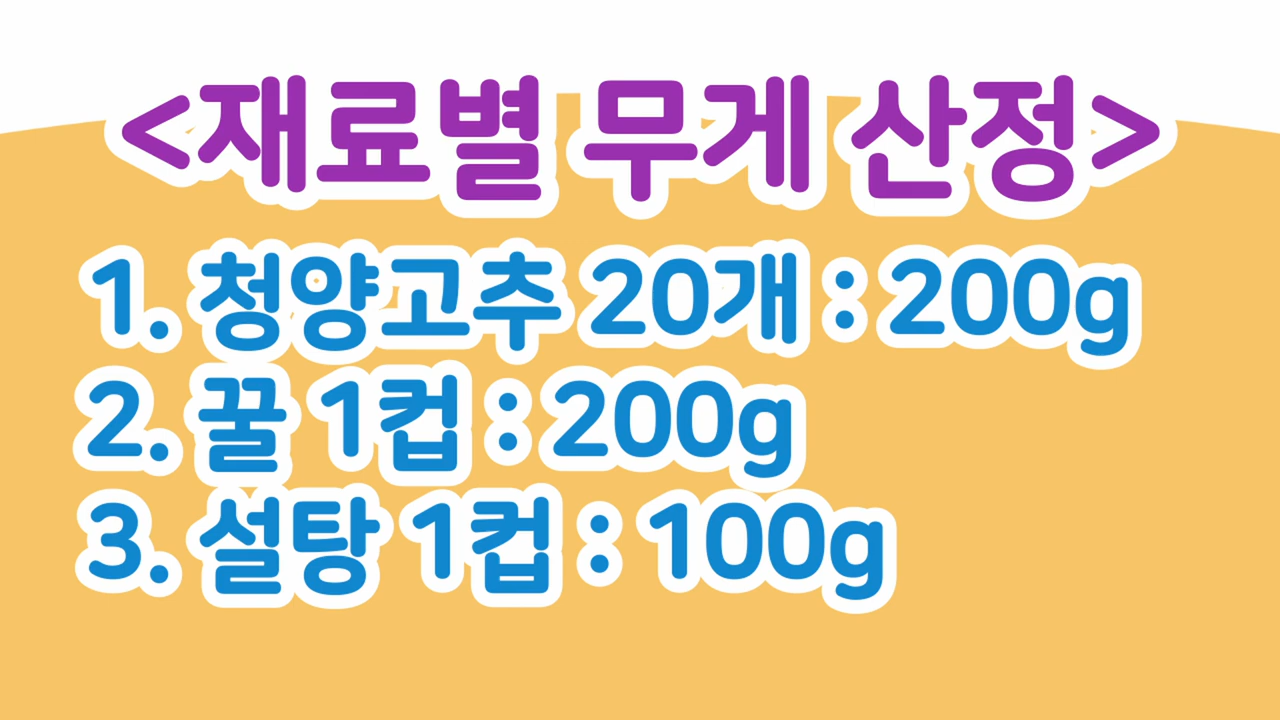 <재료별 무게 산정>
1. 청양고추 20개 : 200g
2. 꿀 1컵 : 200g
3. 설탕 1컵 : 100g